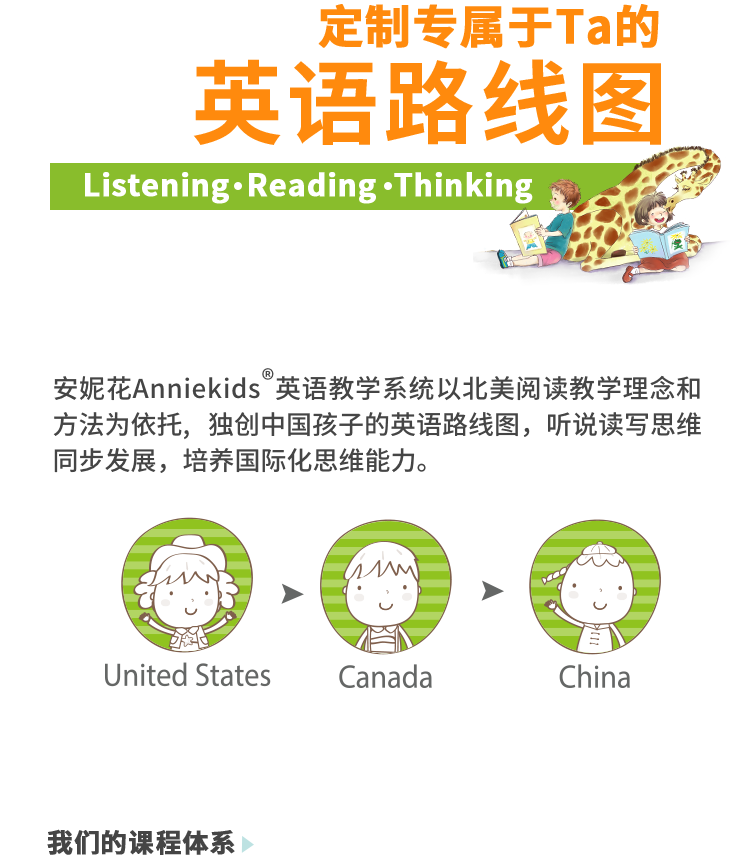 定制专属于Ta的
英语路线图
Listening•Reading•Thinking
安妮花Anniekids®英语教学系统以北美阅读教学理念和
方法为依托，独创中国孩子的英语路线图，听说读写思维
同步发展，培养国际化思维能力。
United States
Canada
China
我们的课程体系